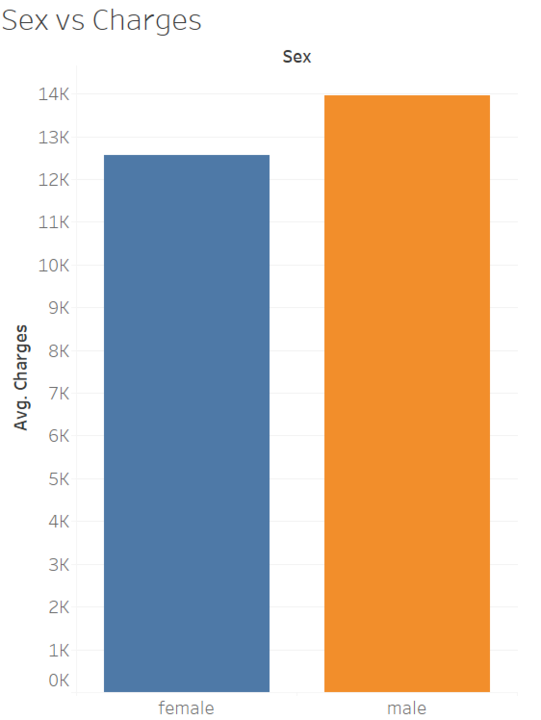 Sex vs Charges
Sex
14K
13K
12K
11K
10K
9K
8K
7K
6K
5K
4K
3K
2K
1K
0K
Avg. Charges
female
male